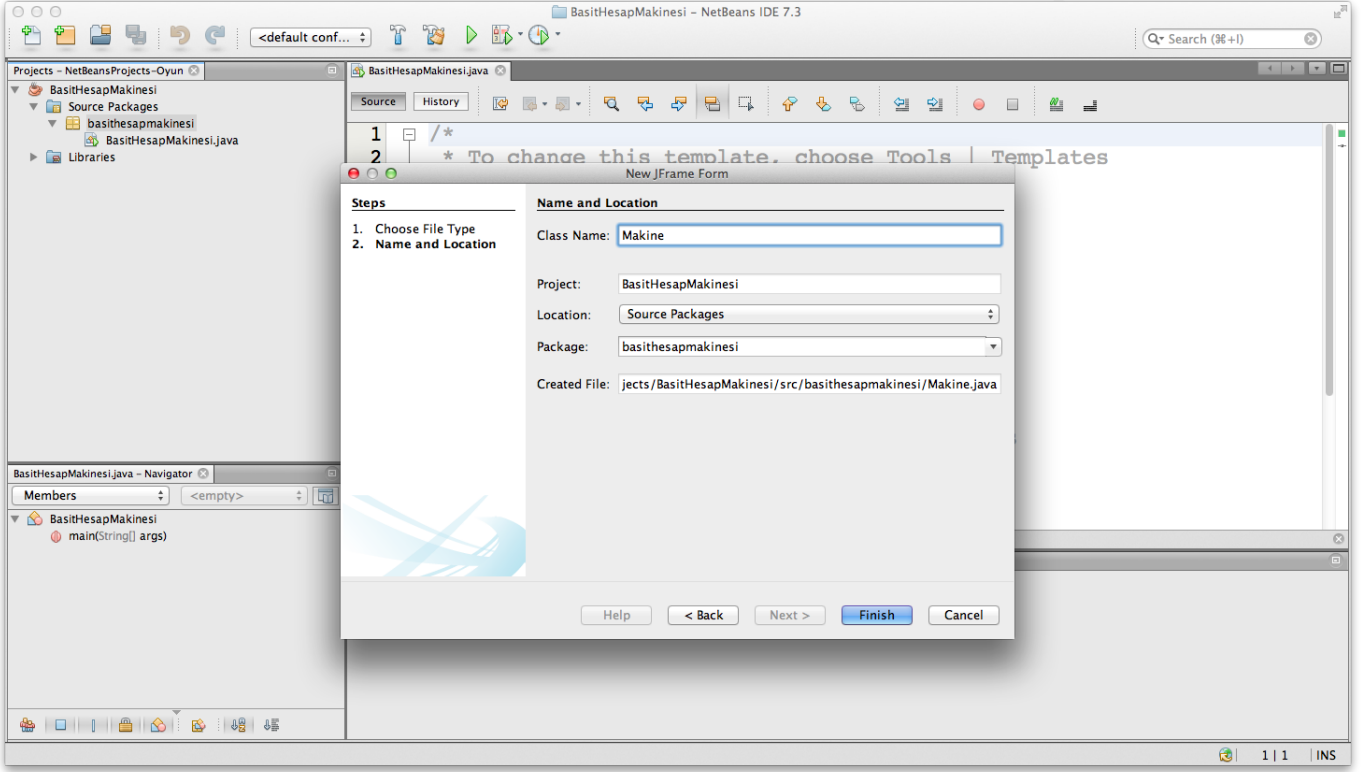 BasitHesapMakinesi – NetBeans IDE 7.3
<default conf...
Search (⌘+I)
Projects – NetBeansProjects–Oyun
BasitHesapMakinesi
Source Packages
basithesapmakinesi
BasitHesapMakinesi.java
Libraries
BasitHesapMakinesi.java
Source
History
1 /*
2 * To change this template, choose Tools | Templates
New JFrame Form
Steps
1. Choose File Type
2. Name and Location
Name and Location
Class Name: Makine
Project: BasitHesapMakinesi
Location: Source Packages
Package: basithesapmakinesi
Created File: jects/BasitHesapMakinesi/src/basithesapmakinesi/Makine.java
Help
< Back
Next >
Finish
Cancel
BasitHesapMakinesi.java – Navigator
Members
<empty>
BasitHesapMakinesi
main(String[] args)
1 | 1
INS